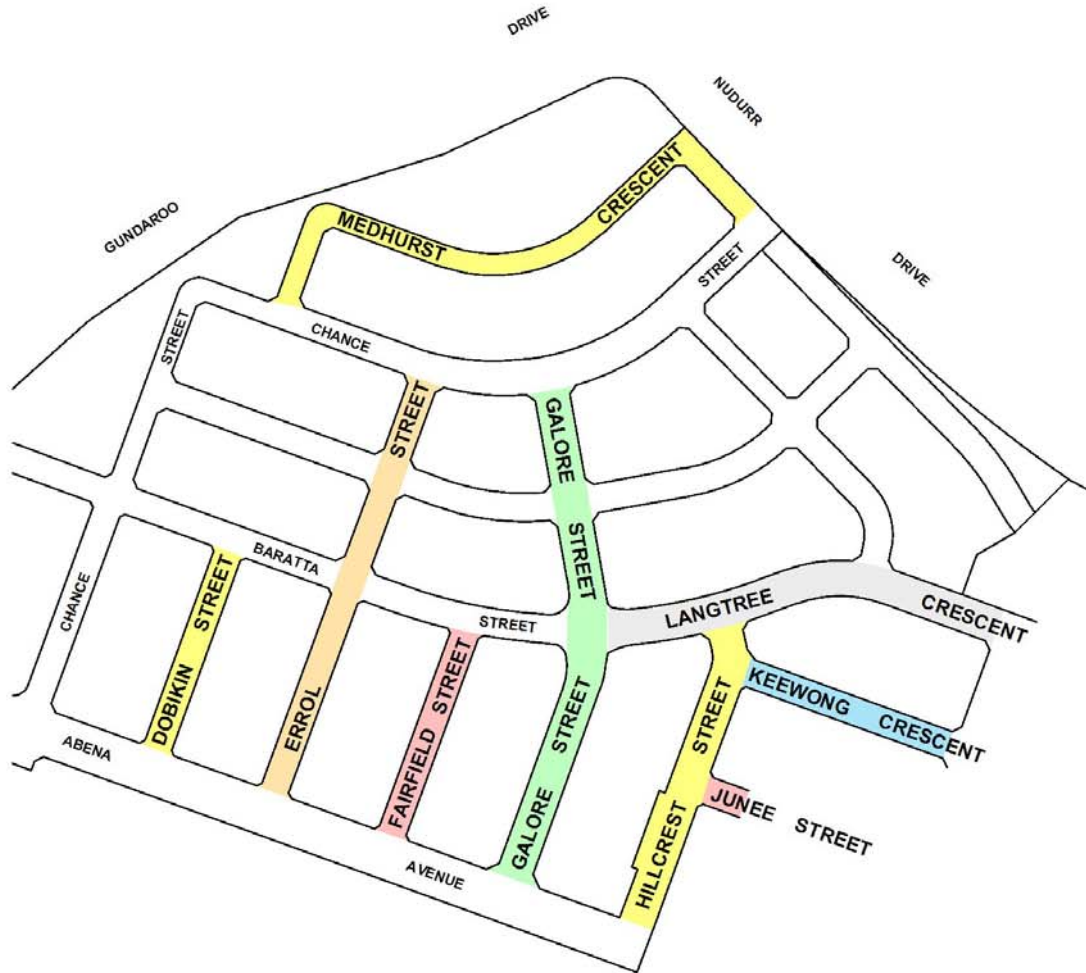 DRIVE
NUDURR
GUNDAROO
MEDHURST
CRESCENT
STREET
DRIVE
STREET
CHANCE
STREET
GALORE
STREET
BARATTA
STREET
CHANCE
DOBIKIN STREET
ERROL
FAIRFIELD STREET
STREET
LANGTREE
CRESCENT
GALORE STREET
HILLCREST STREET
KEEWONG CRESCENT
JUNEE STREET
ABENA
AVENUE